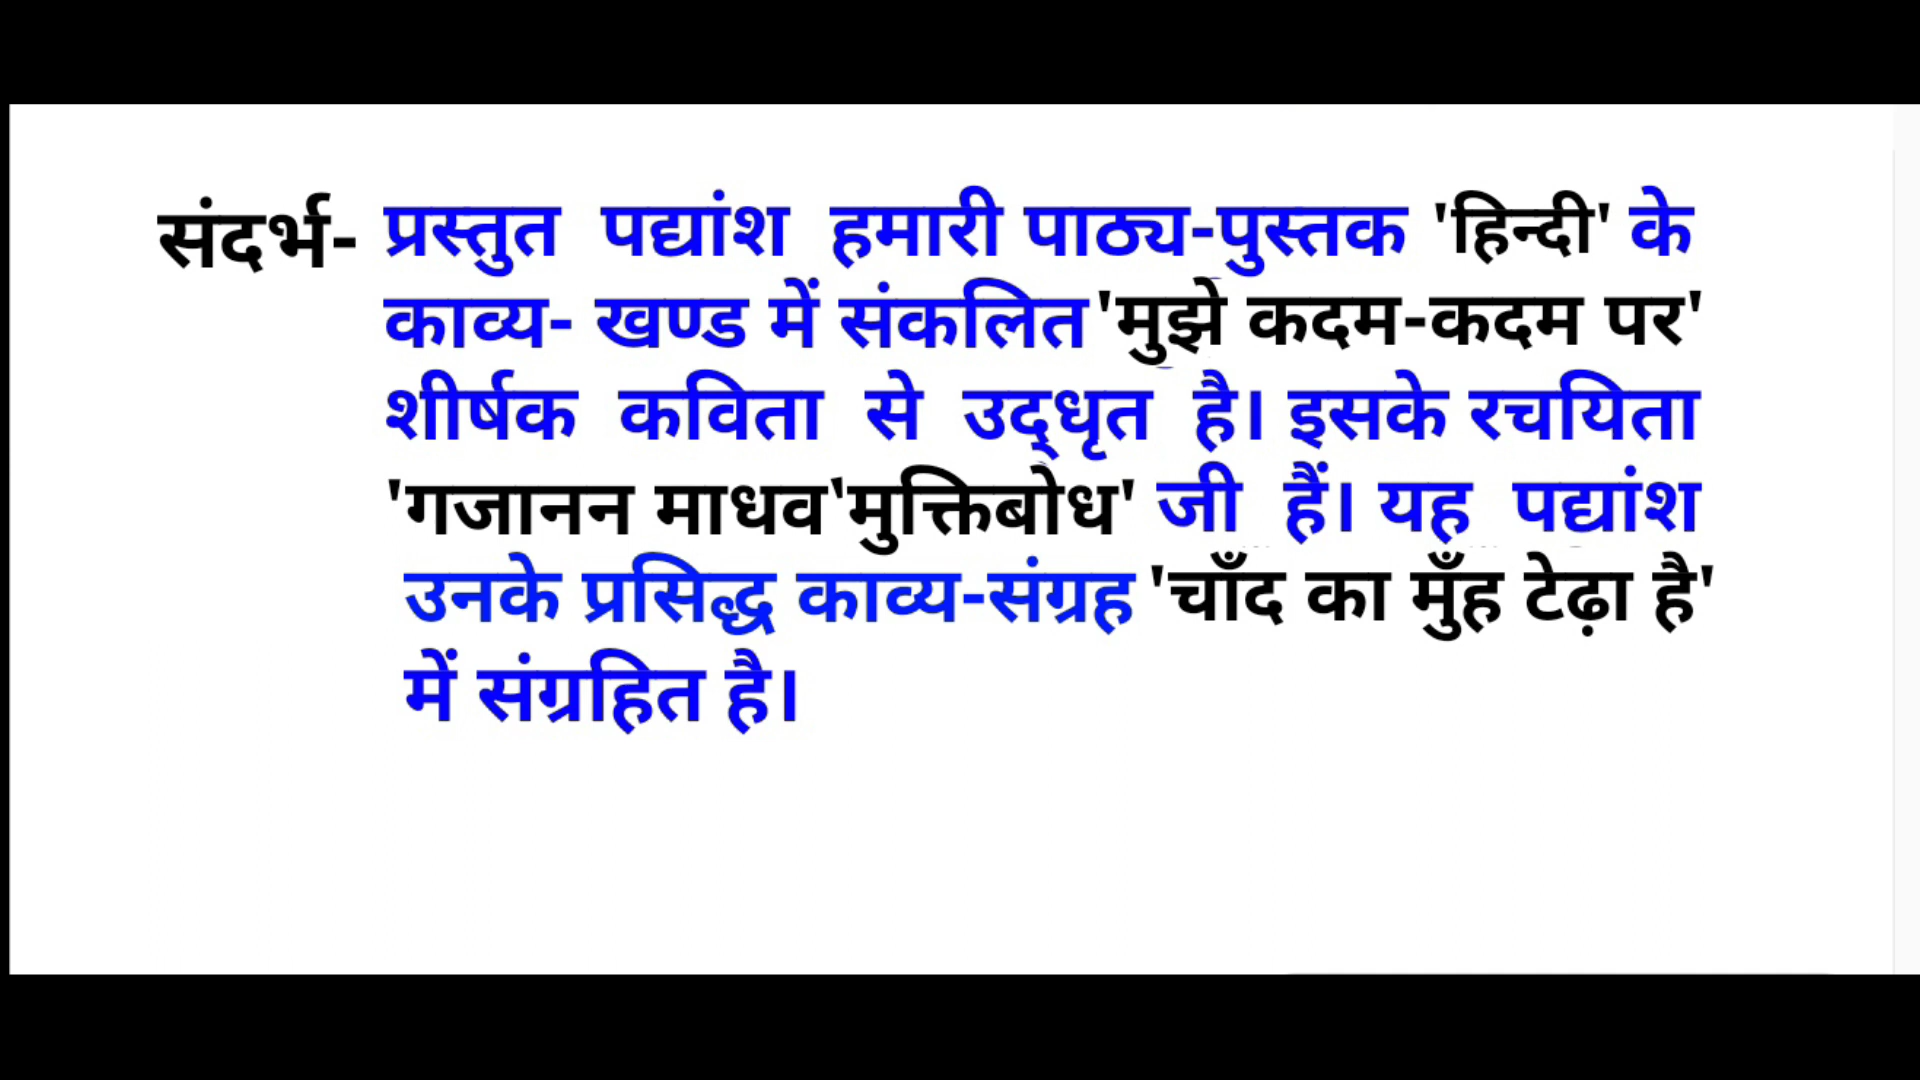 संदर्भ- प्रस्तुत पद्यांश हमारी पाठ्य-पुस्तक 'हिन्दी' के
काव्य- खण्ड में संकलित 'मुझे कदम-कदम पर'
शीर्षक कविता से उद्धृत है। इसके रचयिता
'गजानन माधव'मुक्तिबोध' जी हैं। यह पद्यांश
उनके प्रसिद्ध काव्य-संग्रह 'चाँद का मुँह टेढ़ा है'
में संग्रहित है।